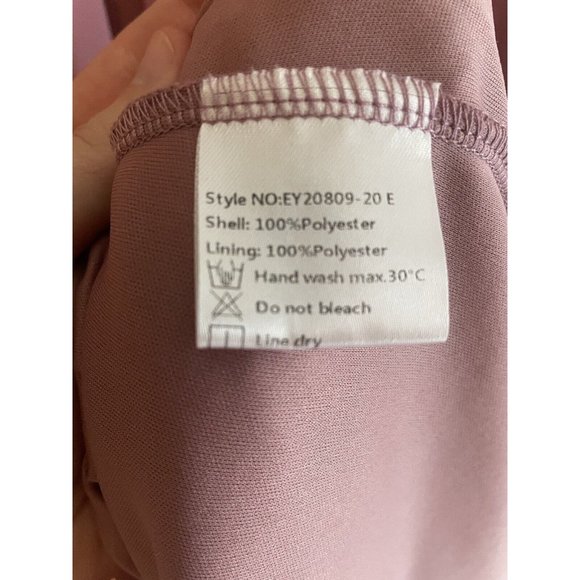 Style NO:EY20809-20 E
Shell: 100%Polyester
Lining: 100%Polyester
Hand wash max.30°C
Do not bleach
Line dry